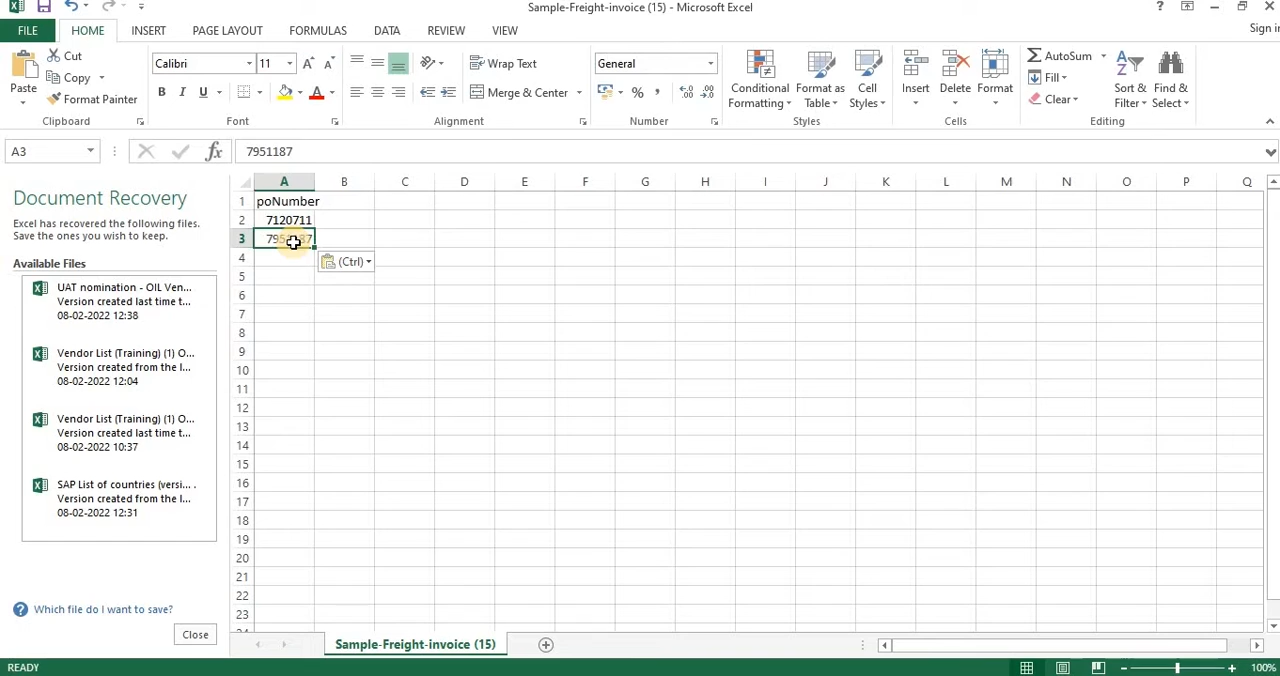 Sample-Freight-invoice (15) - Microsoft Excel
FILE HOME INSERT PAGE LAYOUT FORMULAS DATA REVIEW VIEW Sign in
Paste Cut Copy Format Painter Clipboard
Calibri 11 B I U A Font
Wrap Text Merge & Center Alignment
General % , Number
Conditional Formatting Format as Table Cell Styles Styles
Insert Delete Format Cells
AutoSum Fill Clear Sort & Filter Find & Select Editing
A3 fx 7951187
A B C D E F G H I J K L M N O P Q
Document Recovery
Excel has recovered the following files.
Save the ones you wish to keep.
Available Files
UAT nomination - OIL Ven...
Version created last time t...
08-02-2022 12:38
Vendor List (Training) (1) O...
Version created from the l...
08-02-2022 12:04
Vendor List (Training) (1) O...
Version created last time t...
08-02-2022 10:37
SAP List of countries (versi... .
Version created from the l...
08-02-2022 12:31
Which file do I want to save?
Close
1 poNumber
2 7120711
3
4 (Ctrl)
5
6
7
8
9
10
11
12
13
14
15
16
17
18
19
20
21
22
23
Sample-Freight-invoice (15)
READY 100%